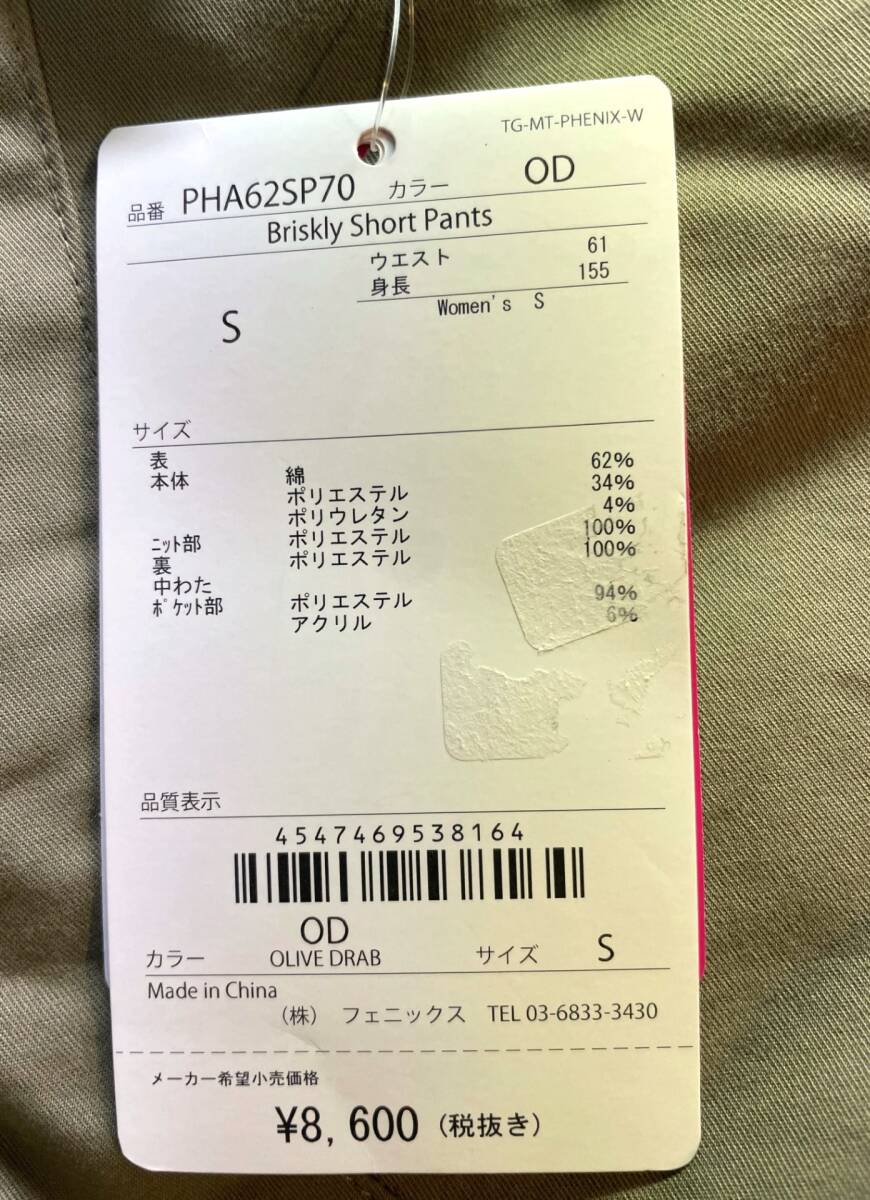 TG-MT-PHENIX-W
品番 PHA62SP70 カラー OD
Briskly Short Pants
ウエスト 61
身長 155
Women's S
S
サイズ
表 62%
本体 綿 34%
ポリエステル 4%
ポリウレタン 100%
ﾆｯﾄ部 ポリエステル 100%
裏 ポリエステル
中わた
ﾎﾟｹｯﾄ部 ポリエステル 94%
アクリル 6%
品質表示
4547469538164
OD
カラー OLIVE DRAB サイズ S
Made in China
(株) フェニックス TEL 03-6833-3430
メーカー希望小売価格
¥8,600 (税抜き)